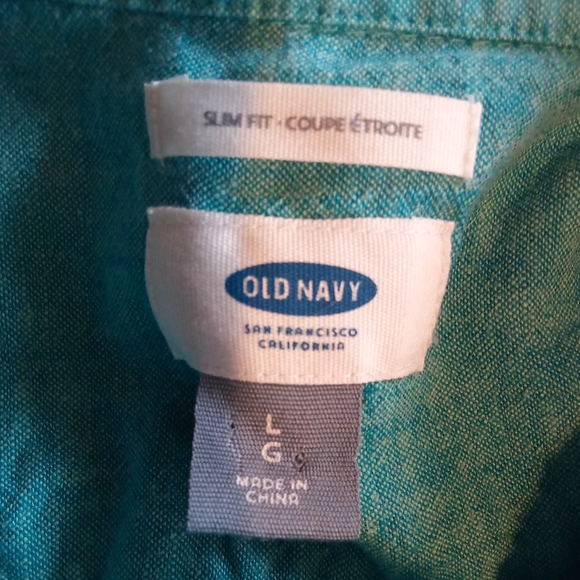 SLIM FIT · COUPE ÉTROITE
OLD NAVY
SAN FRANCISCO
CALIFORNIA
L
G
MADE IN
CHINA